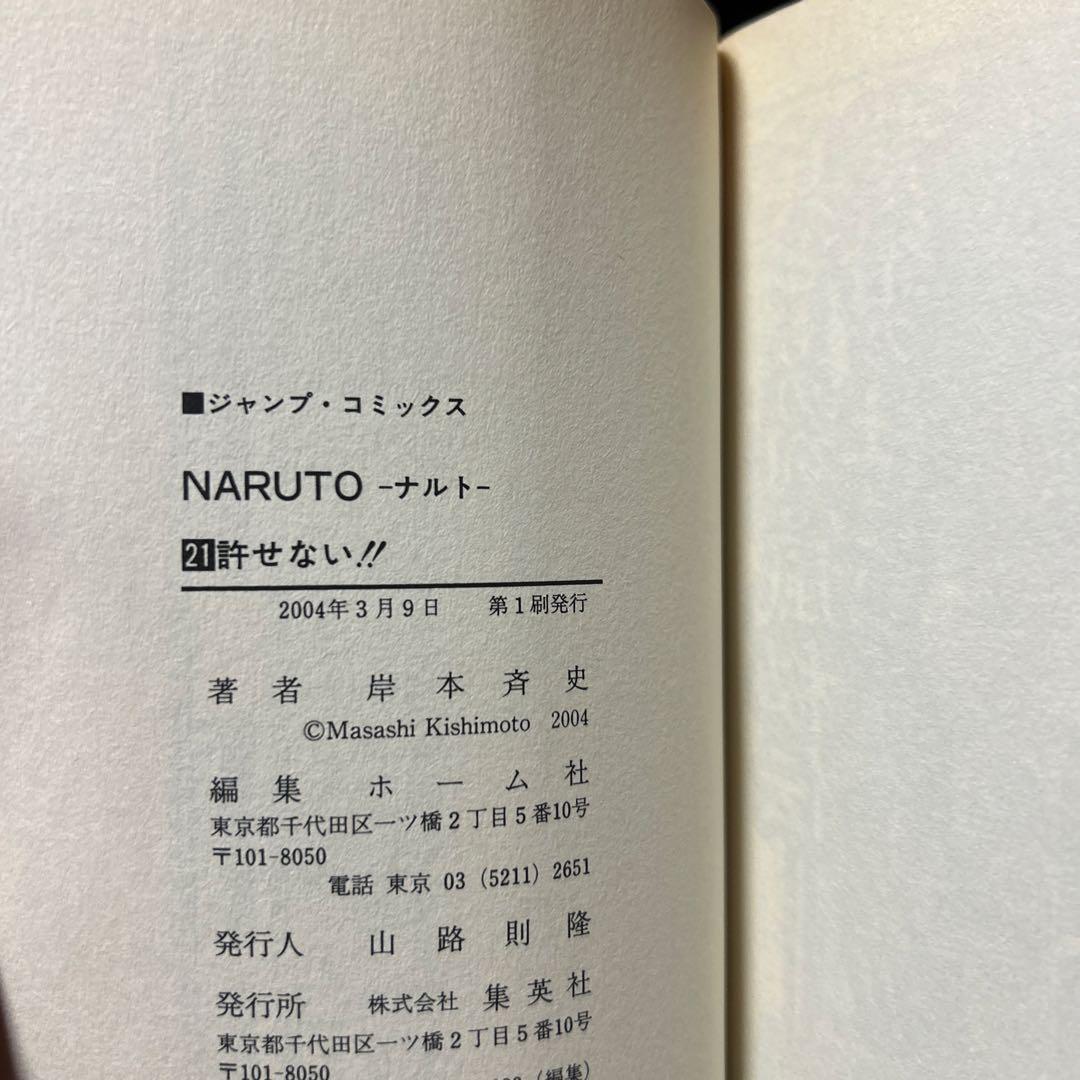 ■ジャンプ・コミックス
NARUTO -ナルト-
21許せない!!
2004年3月9日 第1刷発行
著者 岸本斉史
©Masashi Kishimoto 2004
編集 ホーム社
東京都千代田区一ツ橋2丁目5番10号
〒101-8050
電話 東京 03 (5211) 2651
発行人 山路則隆
発行所 株式会社 集英社
東京都千代田区一ツ橋2丁目5番10号
〒101-8050
(編集)